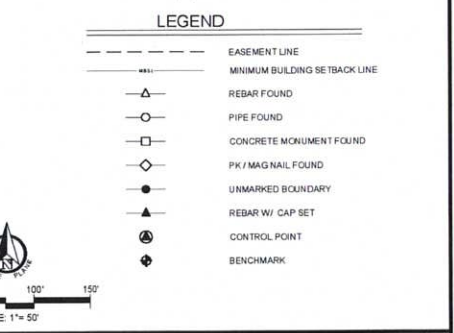 LEGEND
EASEMENT LINE
MINIMUM BUILDING SETBACK LINE
REBAR FOUND
PIPE FOUND
CONCRETE MONUMENT FOUND
PK / MAG NAIL FOUND
UNMARKED BOUNDARY
REBAR W/ CAP SET
CONTROL POINT
BENCHMARK
N
PLANE
100' 150'
E: 1"= 50'